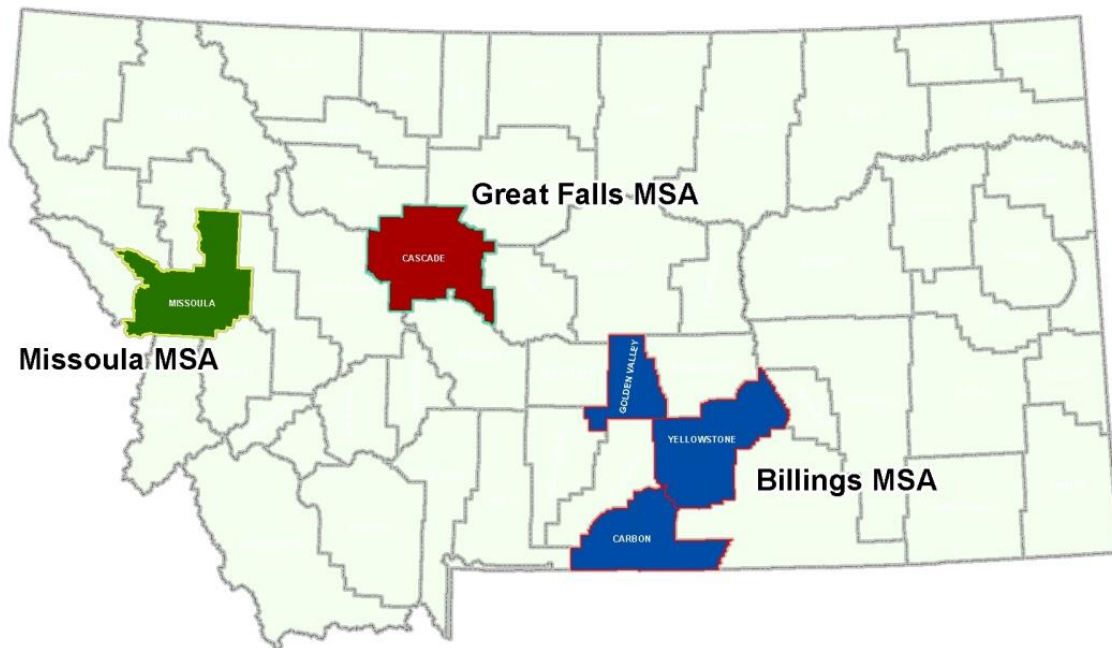 Great Falls MSA
CASCADE
MISSOULA
Missoula MSA
GOLDEN VALLEY
YELLOWSTONE
Billings MSA
CARBON